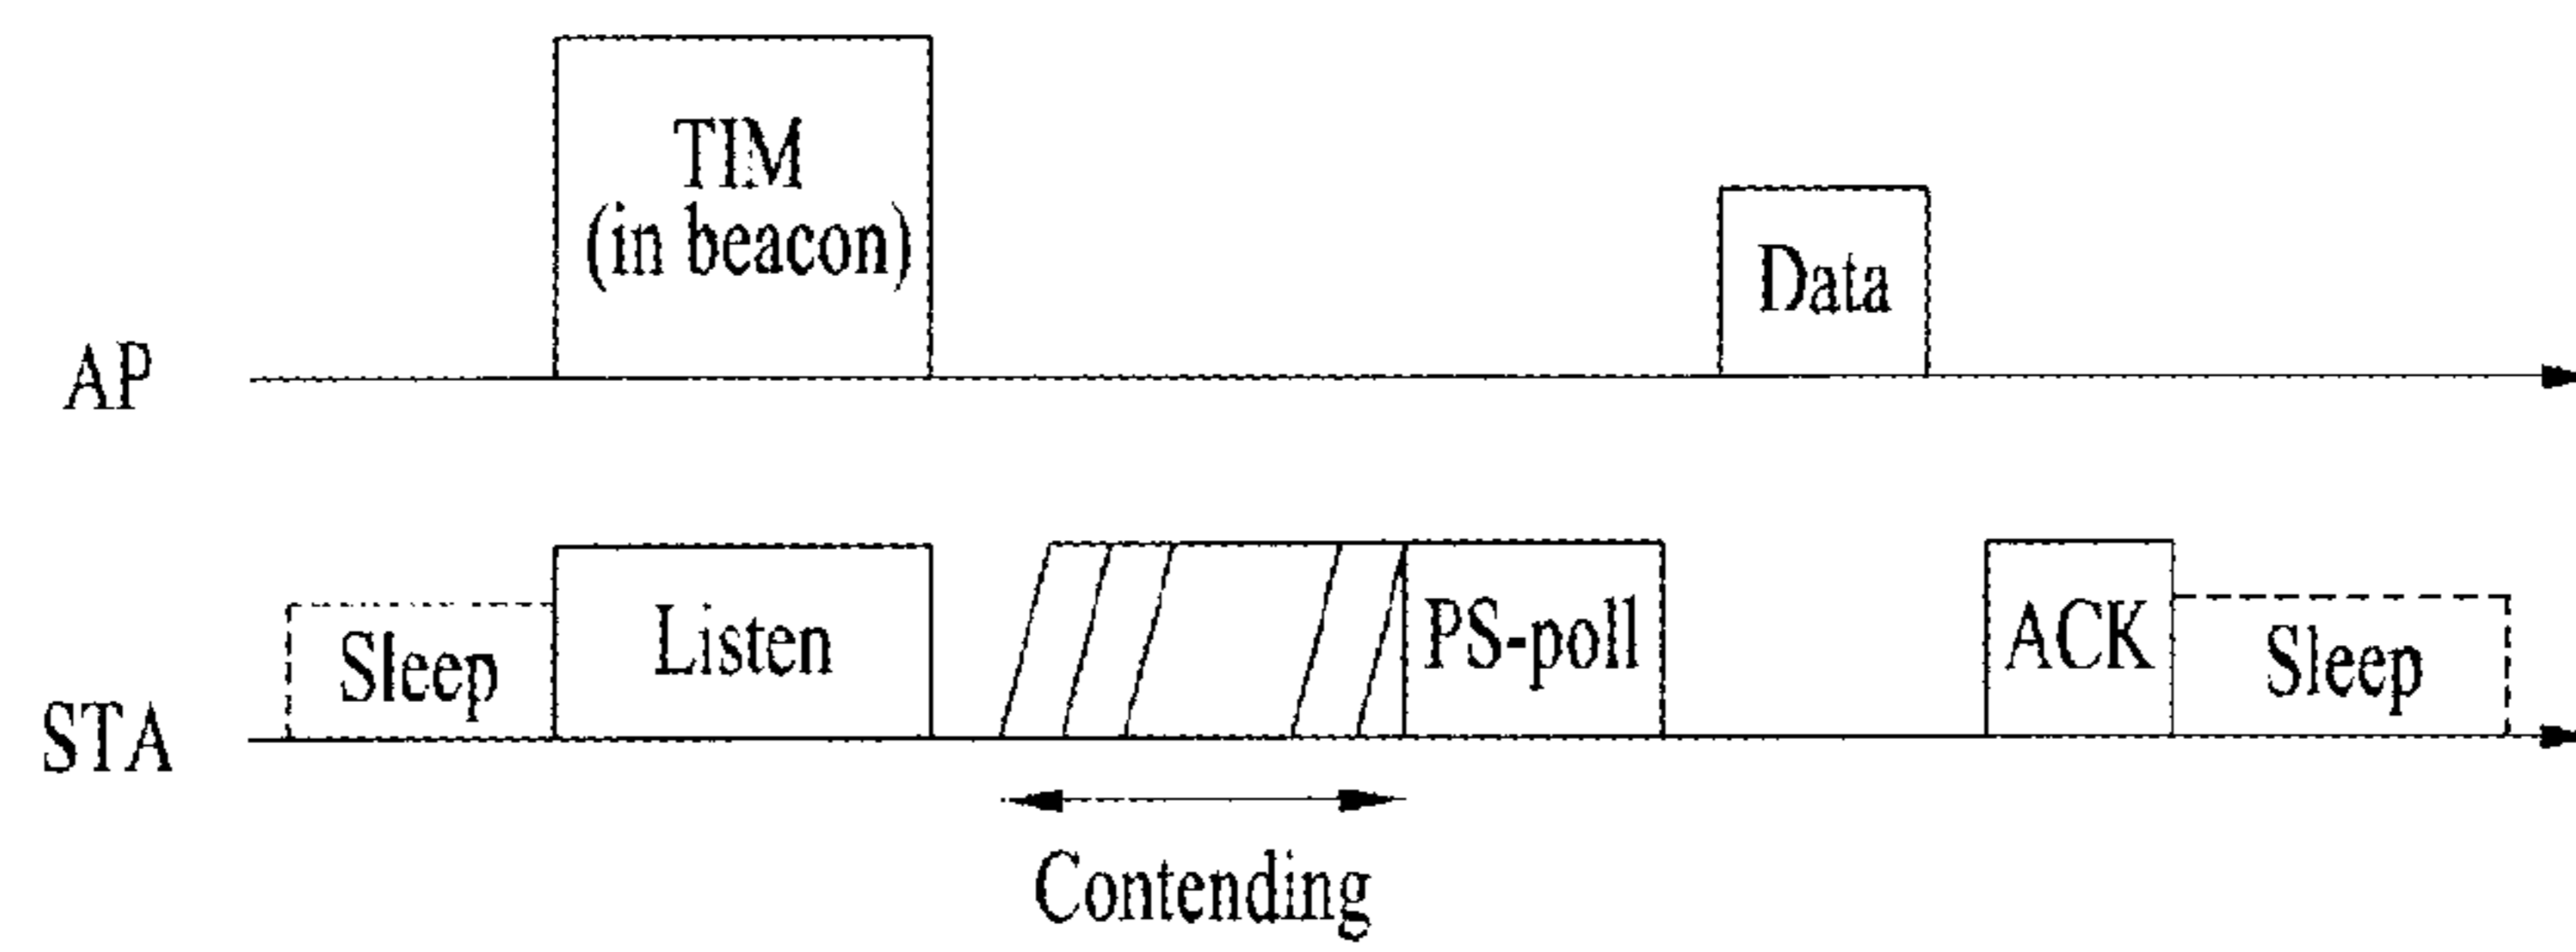 TIM
(in beacon)
Data
AP
Sleep
Listen
PS-poll
ACK
Sleep
STA
Contending